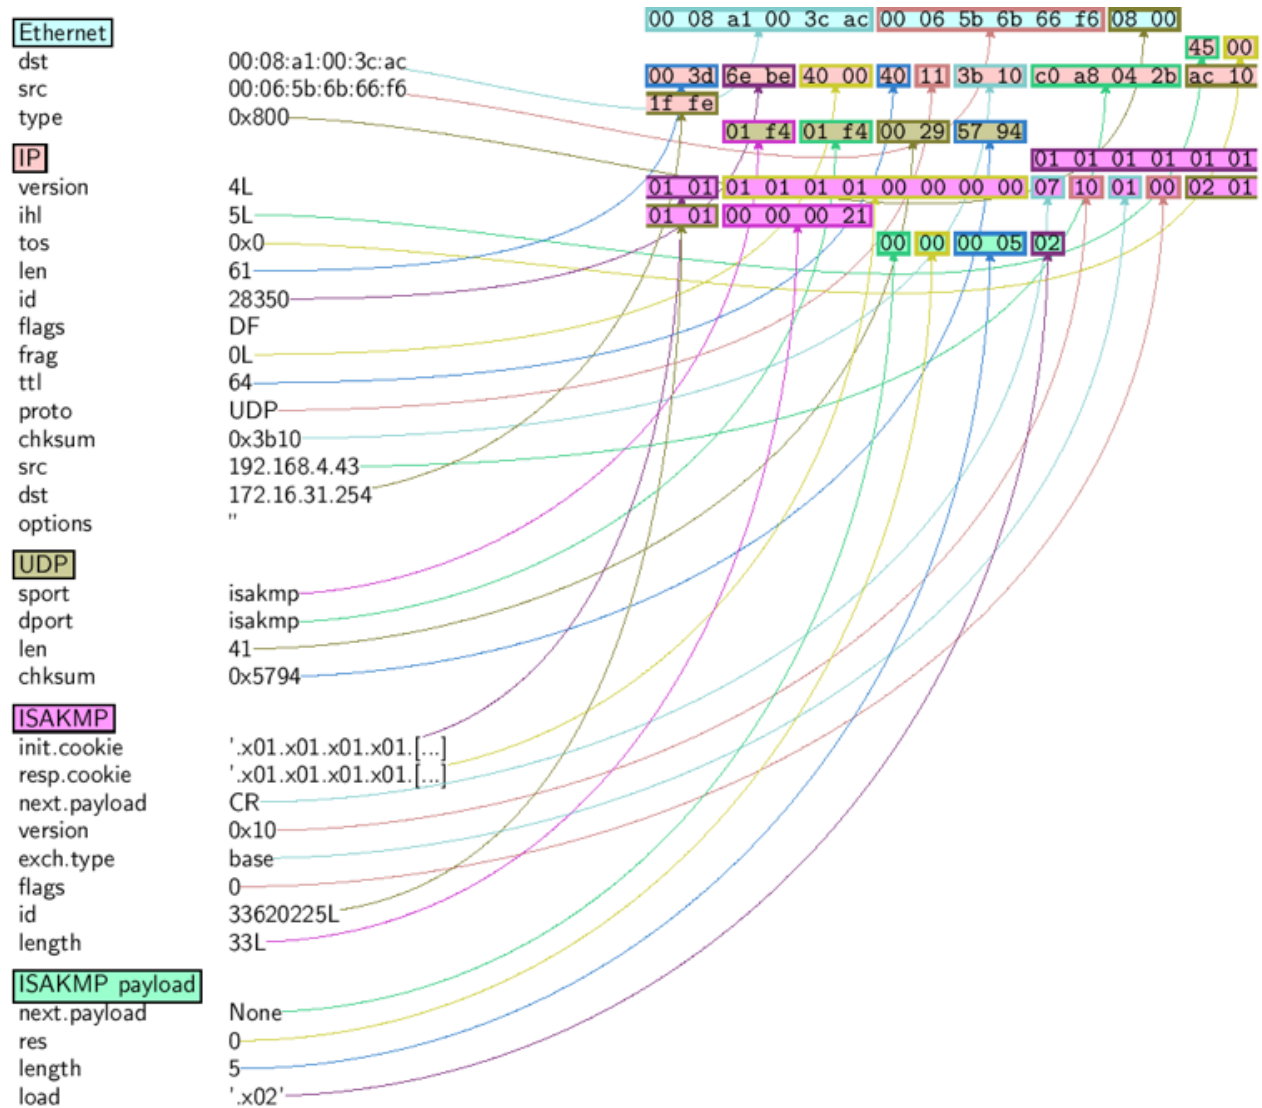 Ethernet
dst 00:08:a1:00:3c:ac
src 00:06:5b:6b:66:f6
type 0x800
IP
version 4L
ihl 5L
tos 0x0
len 61
id 28350
flags DF
frag 0L
ttl 64
proto UDP
chksum 0x3b10
src 192.168.4.43
dst 172.16.31.254
options ''
UDP
sport isakmp
dport isakmp
len 41
chksum 0x5794
ISAKMP
init.cookie '.x01.x01.x01.x01.[...]
resp.cookie '.x01.x01.x01.x01.[...]
next.payload CR
version 0x10
exch.type base
flags 0
id 33620225L
length 33L
ISAKMP payload
next.payload None
res 0
length 5
load '.x02'
00 08 a1 00 3c ac 00 06 5b 6b 66 f6 08 00
45 00
00 3d 6e be 40 00 40 11 3b 10 c0 a8 04 2b ac 10
1f fe
01 f4 01 f4 00 29 57 94
01 01 01 01 01 01
01 01 01 01 01 01 00 00 00 00 07 10 01 00 02 01
01 01 00 00 00 21
00 00 00 05 02